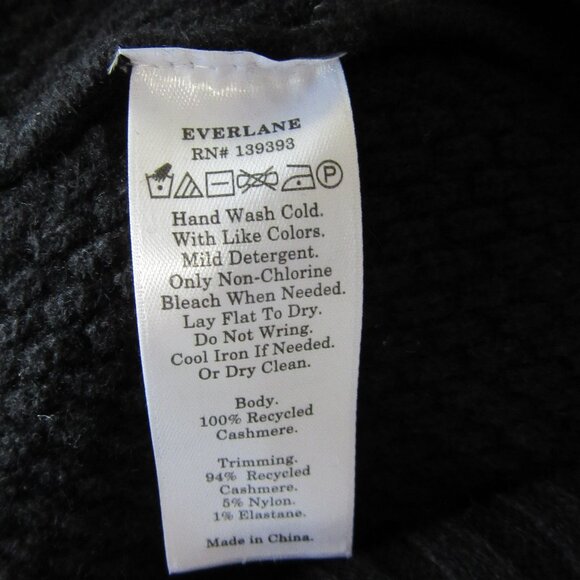 EVERLANE
RN# 139393
P
Hand Wash Cold.
With Like Colors.
Mild Detergent.
Only Non-Chlorine
Bleach When Needed.
Lay Flat To Dry.
Do Not Wring.
Cool Iron If Needed.
Or Dry Clean.
Body.
100% Recycled
Cashmere.
Trimming.
94% Recycled
Cashmere.
5% Nylon.
1% Elastane.
Made in China.